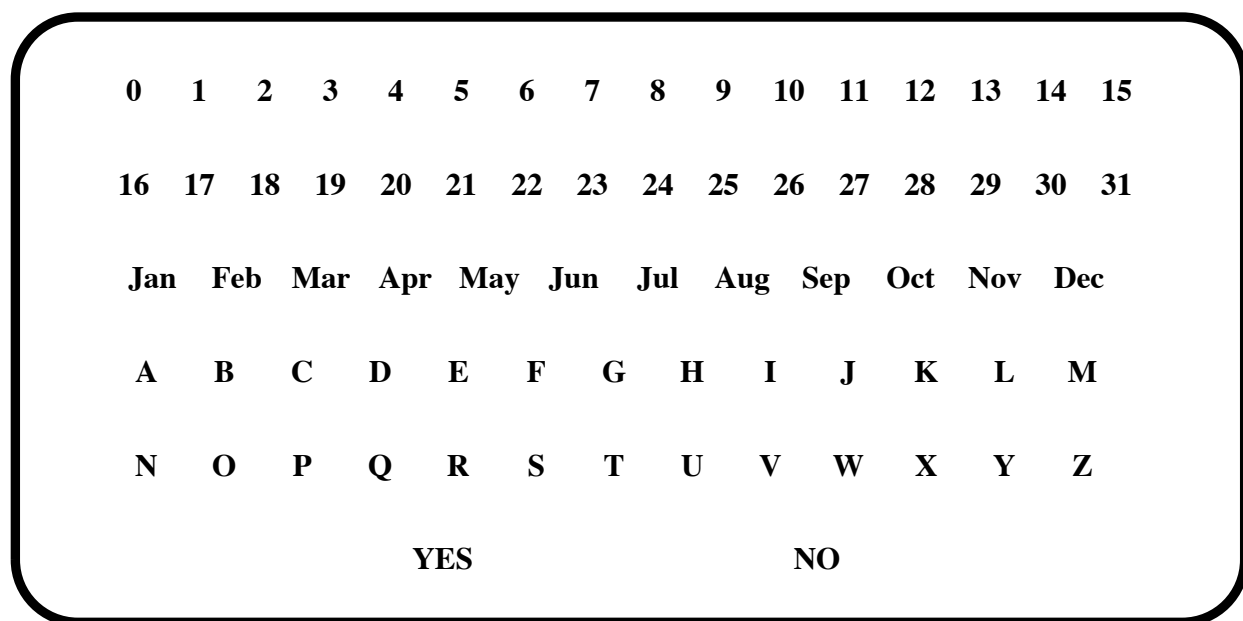 0 1 2 3 4 5 6 7 8 9 10 11 12 13 14 15
16 17 18 19 20 21 22 23 24 25 26 27 28 29 30 31
Jan Feb Mar Apr May Jun Jul Aug Sep Oct Nov Dec
A B C D E F G H I J K L M
N O P Q R S T U V W X Y Z
YES NO